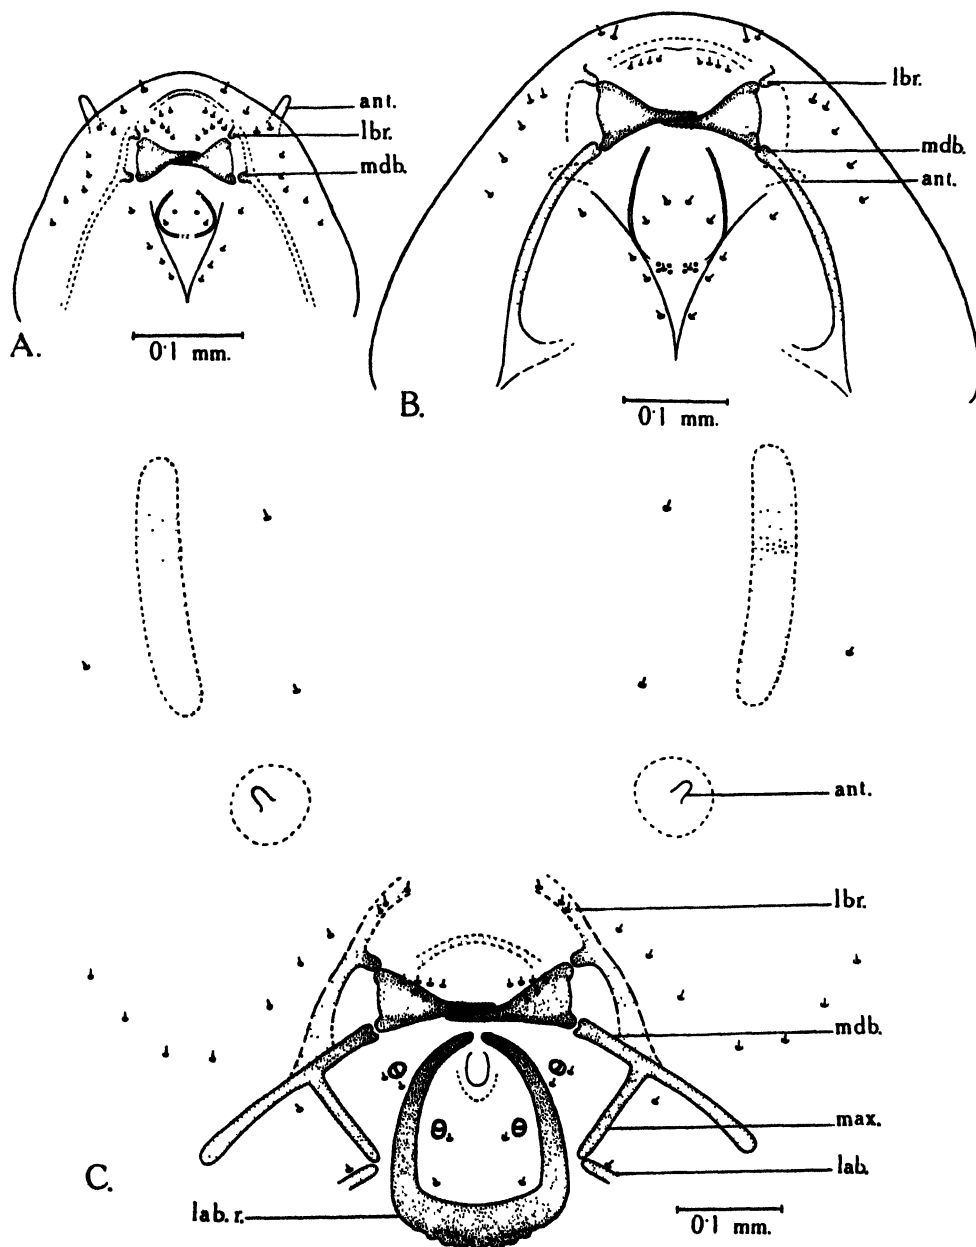 ant.
lbr.
mdb.
0·1 mm.
A.
lbr.
mdb.
ant.
0·1 mm.
B.
ant.
lbr.
mdb.
max.
lab.
C.
lab. r.
0·1 mm.